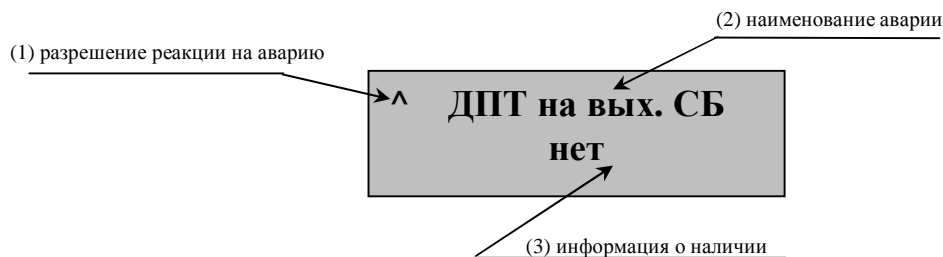 (2) наименование аварии
(1) разрешение реакции на аварию
^ ДПТ на вых. СБ
нет
(3) информация о наличии